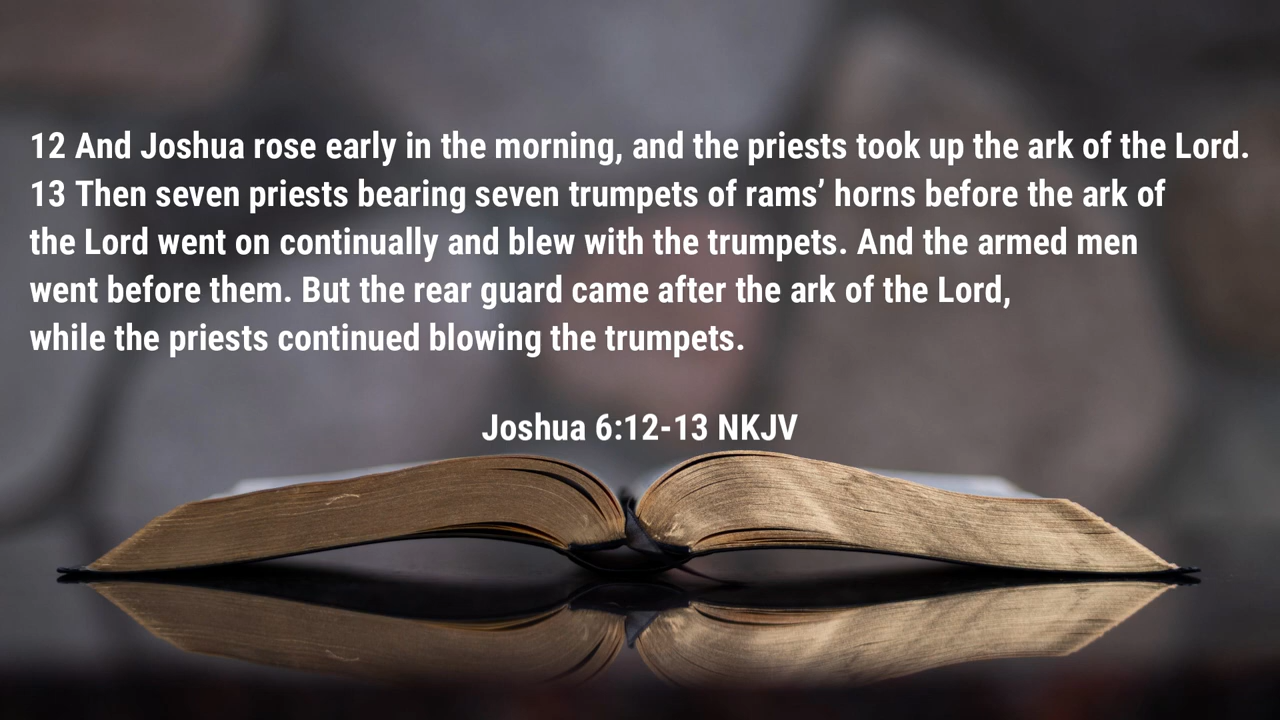 12 And Joshua rose early in the morning, and the priests took up the ark of the Lord.
13 Then seven priests bearing seven trumpets of rams’ horns before the ark of
the Lord went on continually and blew with the trumpets. And the armed men
went before them. But the rear guard came after the ark of the Lord,
while the priests continued blowing the trumpets.
Joshua 6:12-13 NKJV